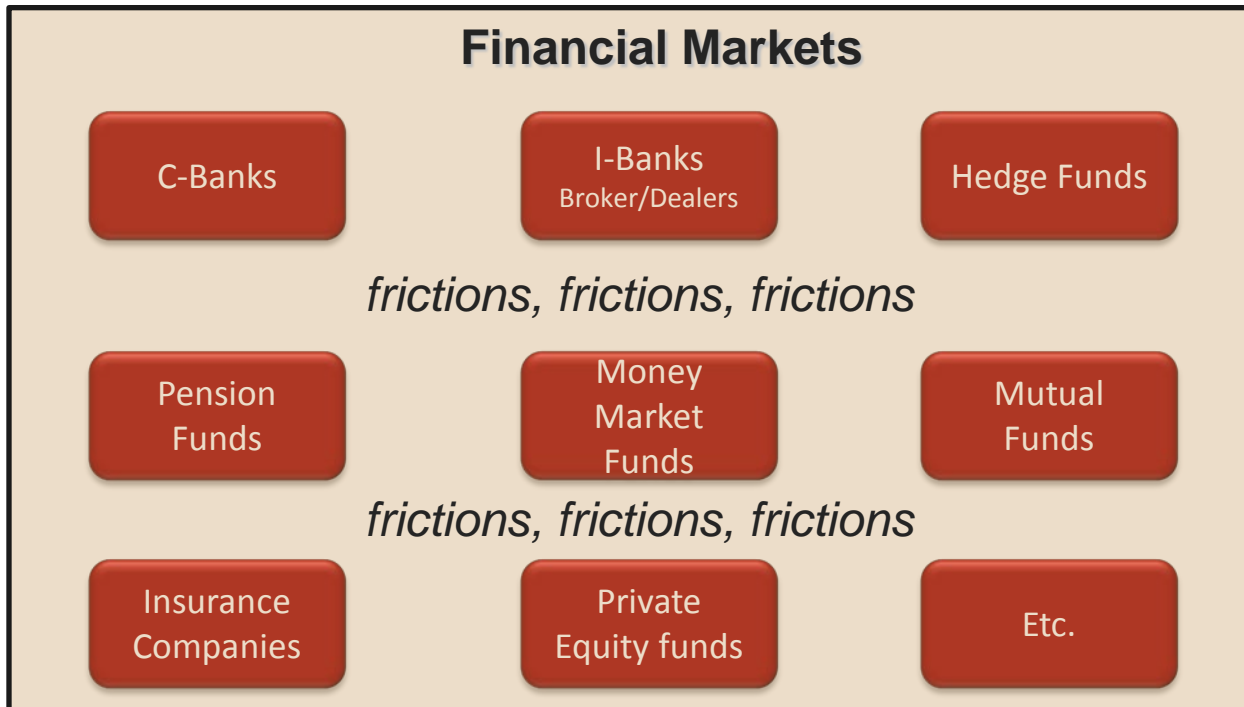 Financial Markets
C-Banks
I-Banks
Broker/Dealers
Hedge Funds
frictions, frictions, frictions
Pension
Funds
Money
Market
Funds
Mutual
Funds
frictions, frictions, frictions
Insurance
Companies
Private
Equity funds
Etc.